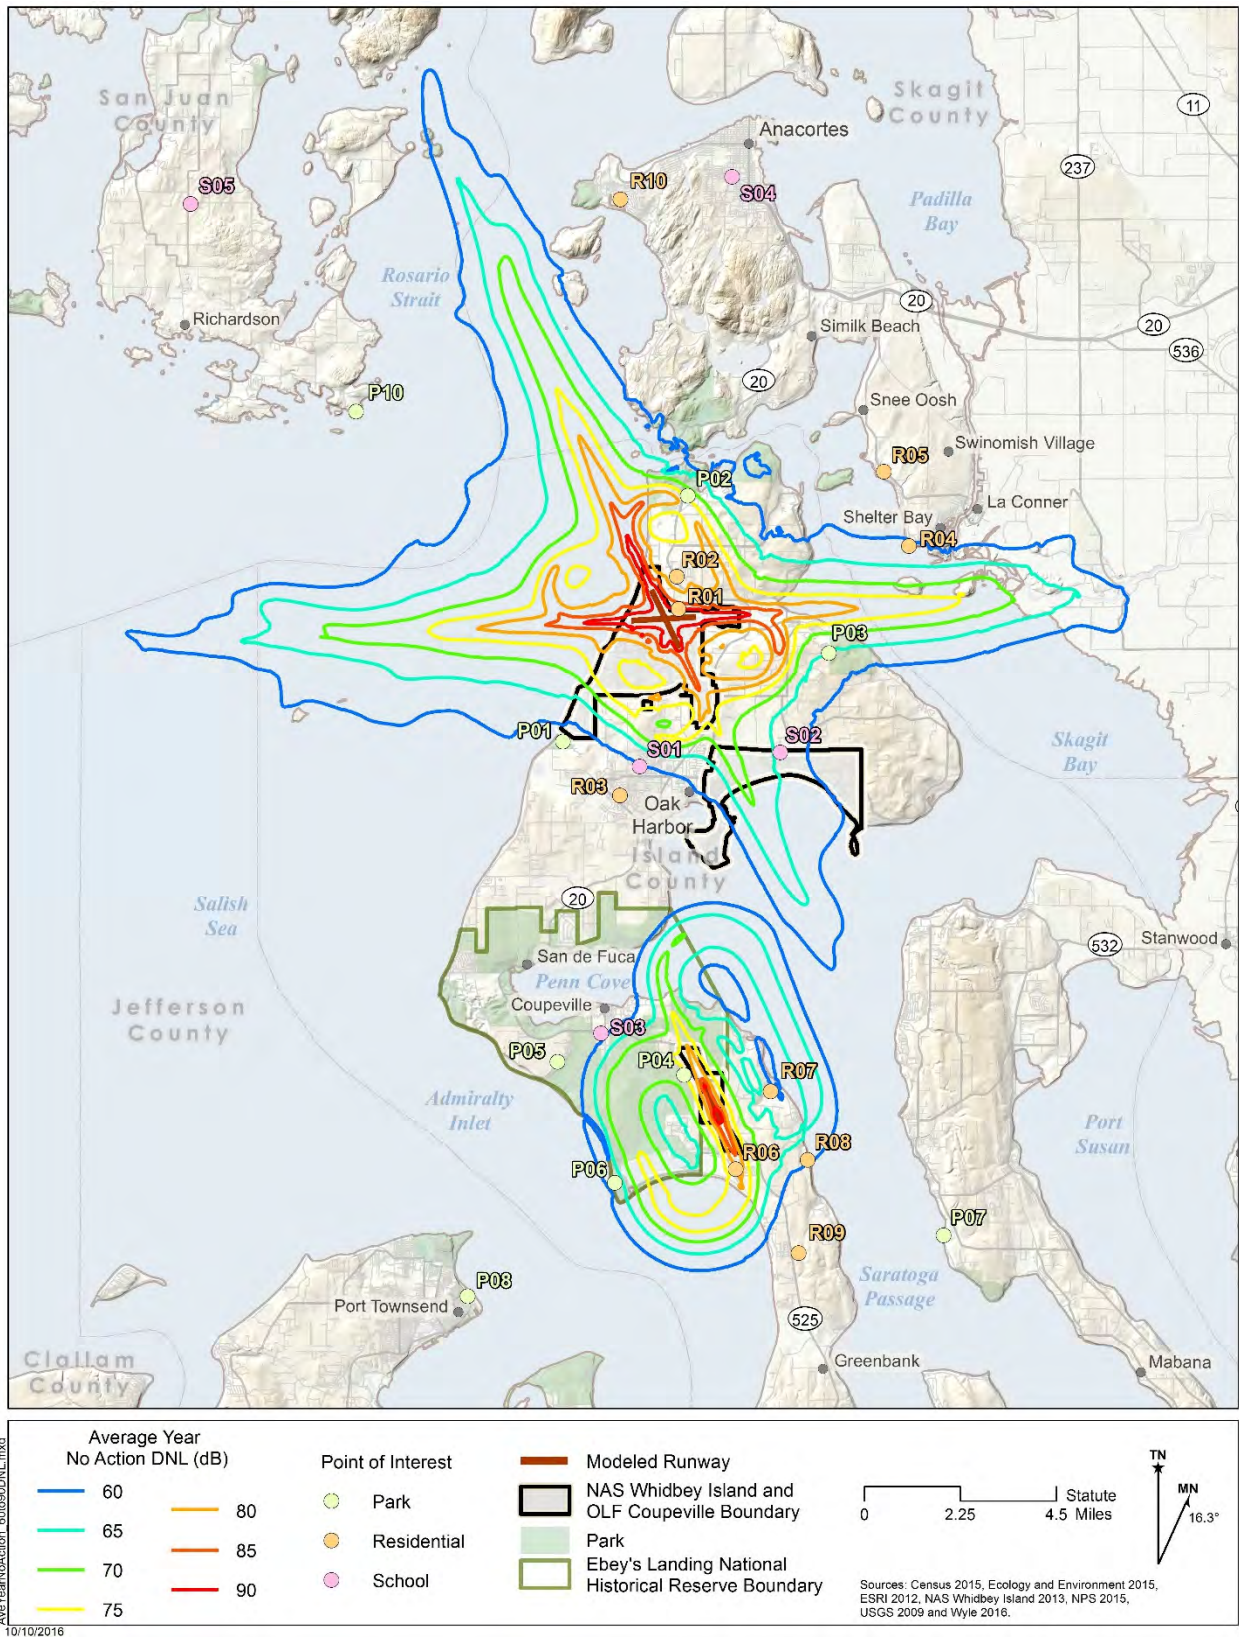 San Juan
County
Skagit
County
11
Anacortes
237
S05
R10
S04
Padilla
Bay
Rosario
Strait
20
Richardson
Similk Beach
20
536
20
P10
Snee Oosh
Swinomish Village
R05
P02
La Conner
Shelter Bay
R04
R02
R01
P03
P01
S01
S02
Skagit
Bay
R03
Oak
Harbor
Island
County
20
Salish
Sea
532
Stanwood
San de Fuca
Penn Cove
Jefferson
County
Coupeville
S03
P05
P04
R07
Admiralty
Inlet
Port
Susan
R06
R08
P06
P07
R09
Saratoga
Passage
P08
Port Townsend
525
Clallam
County
Greenbank
Mabana
Average Year
No Action DNL (dB)
60
65
70
75
80
85
90
Point of Interest
Park
Residential
School
Modeled Runway
NAS Whidbey Island and
OLF Coupeville Boundary
Park
Ebey's Landing National
Historical Reserve Boundary
Statute
0 2.25 4.5 Miles
TN
MN
16.3°
Sources: Census 2015, Ecology and Environment 2015,
ESRI 2012, NAS Whidbey Island 2013, NPS 2015,
USGS 2009 and Wyle 2016.
10/10/2016